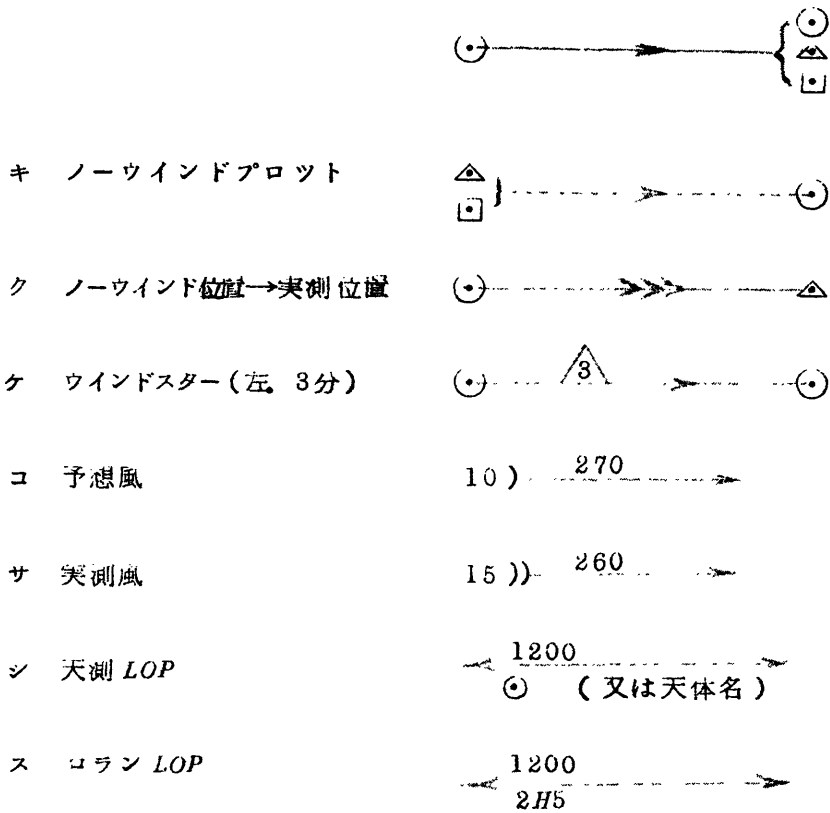 キ ノーウインドプロット
ク ノーウインド位置→実測位置
ケ ウインドスター(左. 3分) 3
コ 予想風 10) 270
サ 実測風 15)) 260
シ 天測 LOP 1200
(又は天体名)
ス ロラン LOP 1200
2H5